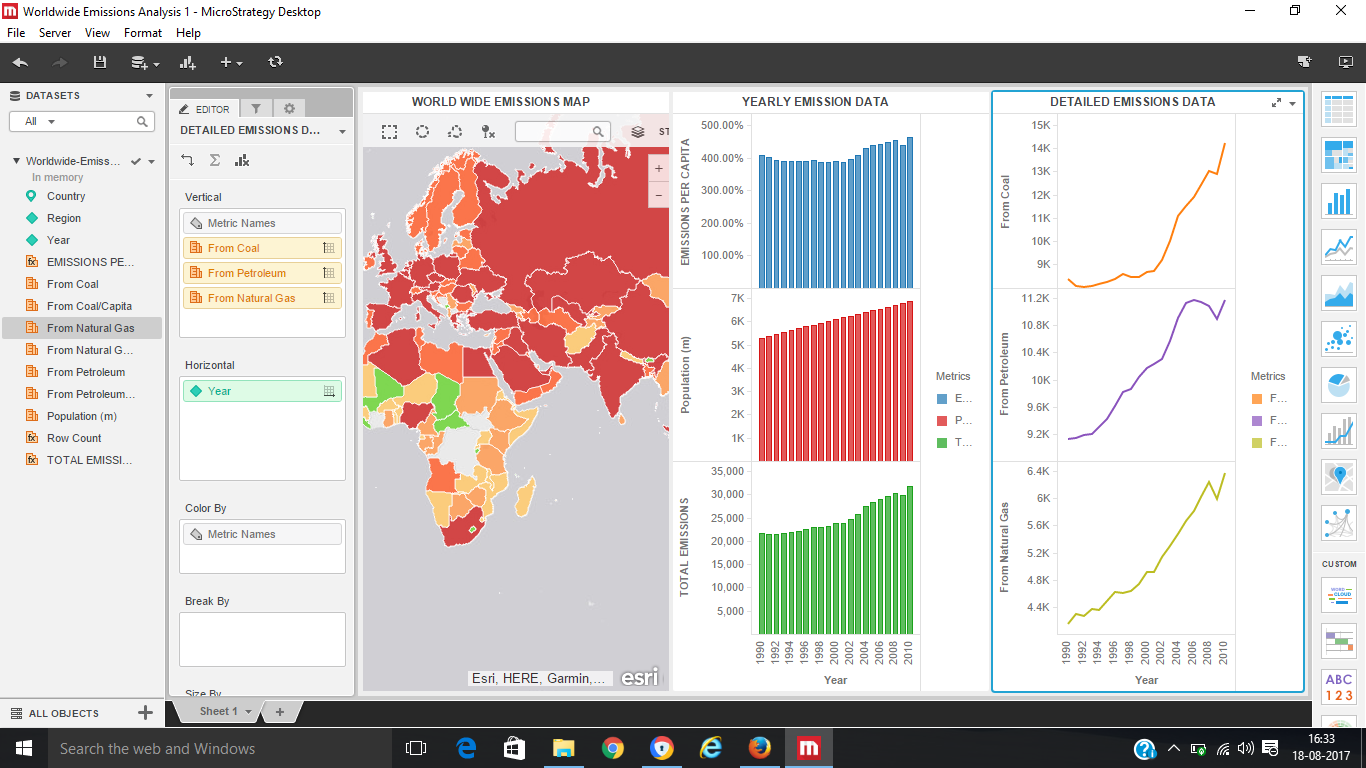 Worldwide Emissions Analysis 1 - MicroStrategy Desktop
File Server View Format Help
DATASETS
All
Worldwide-Emiss...
In memory
Country
Region
Year
EMISSIONS PE...
From Coal
From Coal/Capita
From Natural Gas
From Natural G...
From Petroleum
From Petroleum...
Population (m)
Row Count
TOTAL EMISSI...
ALL OBJECTS
EDITOR
DETAILED EMISSIONS D...
Vertical
Metric Names
From Coal
From Petroleum
From Natural Gas
Horizontal
Year
Color By
Metric Names
Break By
Size By
WORLD WIDE EMISSIONS MAP
ST
+
−
Esri, HERE, Garmin,...
esri
YEARLY EMISSION DATA
EMISSIONS PER CAPITA
500.00%
400.00%
300.00%
200.00%
100.00%
Population (m)
7K
6K
5K
4K
3K
2K
1K
TOTAL EMISSIONS
35,000
30,000
25,000
20,000
15,000
10,000
5,000
1990 1992 1994 1996 1998 2000 2002 2004 2006 2008 2010
Year
Metrics
E...
P...
T...
DETAILED EMISSIONS DATA
From Coal
15K
14K
13K
12K
11K
10K
9K
From Petroleum
11.2K
10.8K
10.4K
10K
9.6K
9.2K
From Natural Gas
6.4K
6K
5.6K
5.2K
4.8K
4.4K
1990 1992 1994 1996 1998 2000 2002 2004 2006 2008 2010
Year
Metrics
F...
F...
F...
CUSTOM
WORD
CLOUD
ABC
123
Sheet 1
Search the web and Windows
16:33
18-08-2017